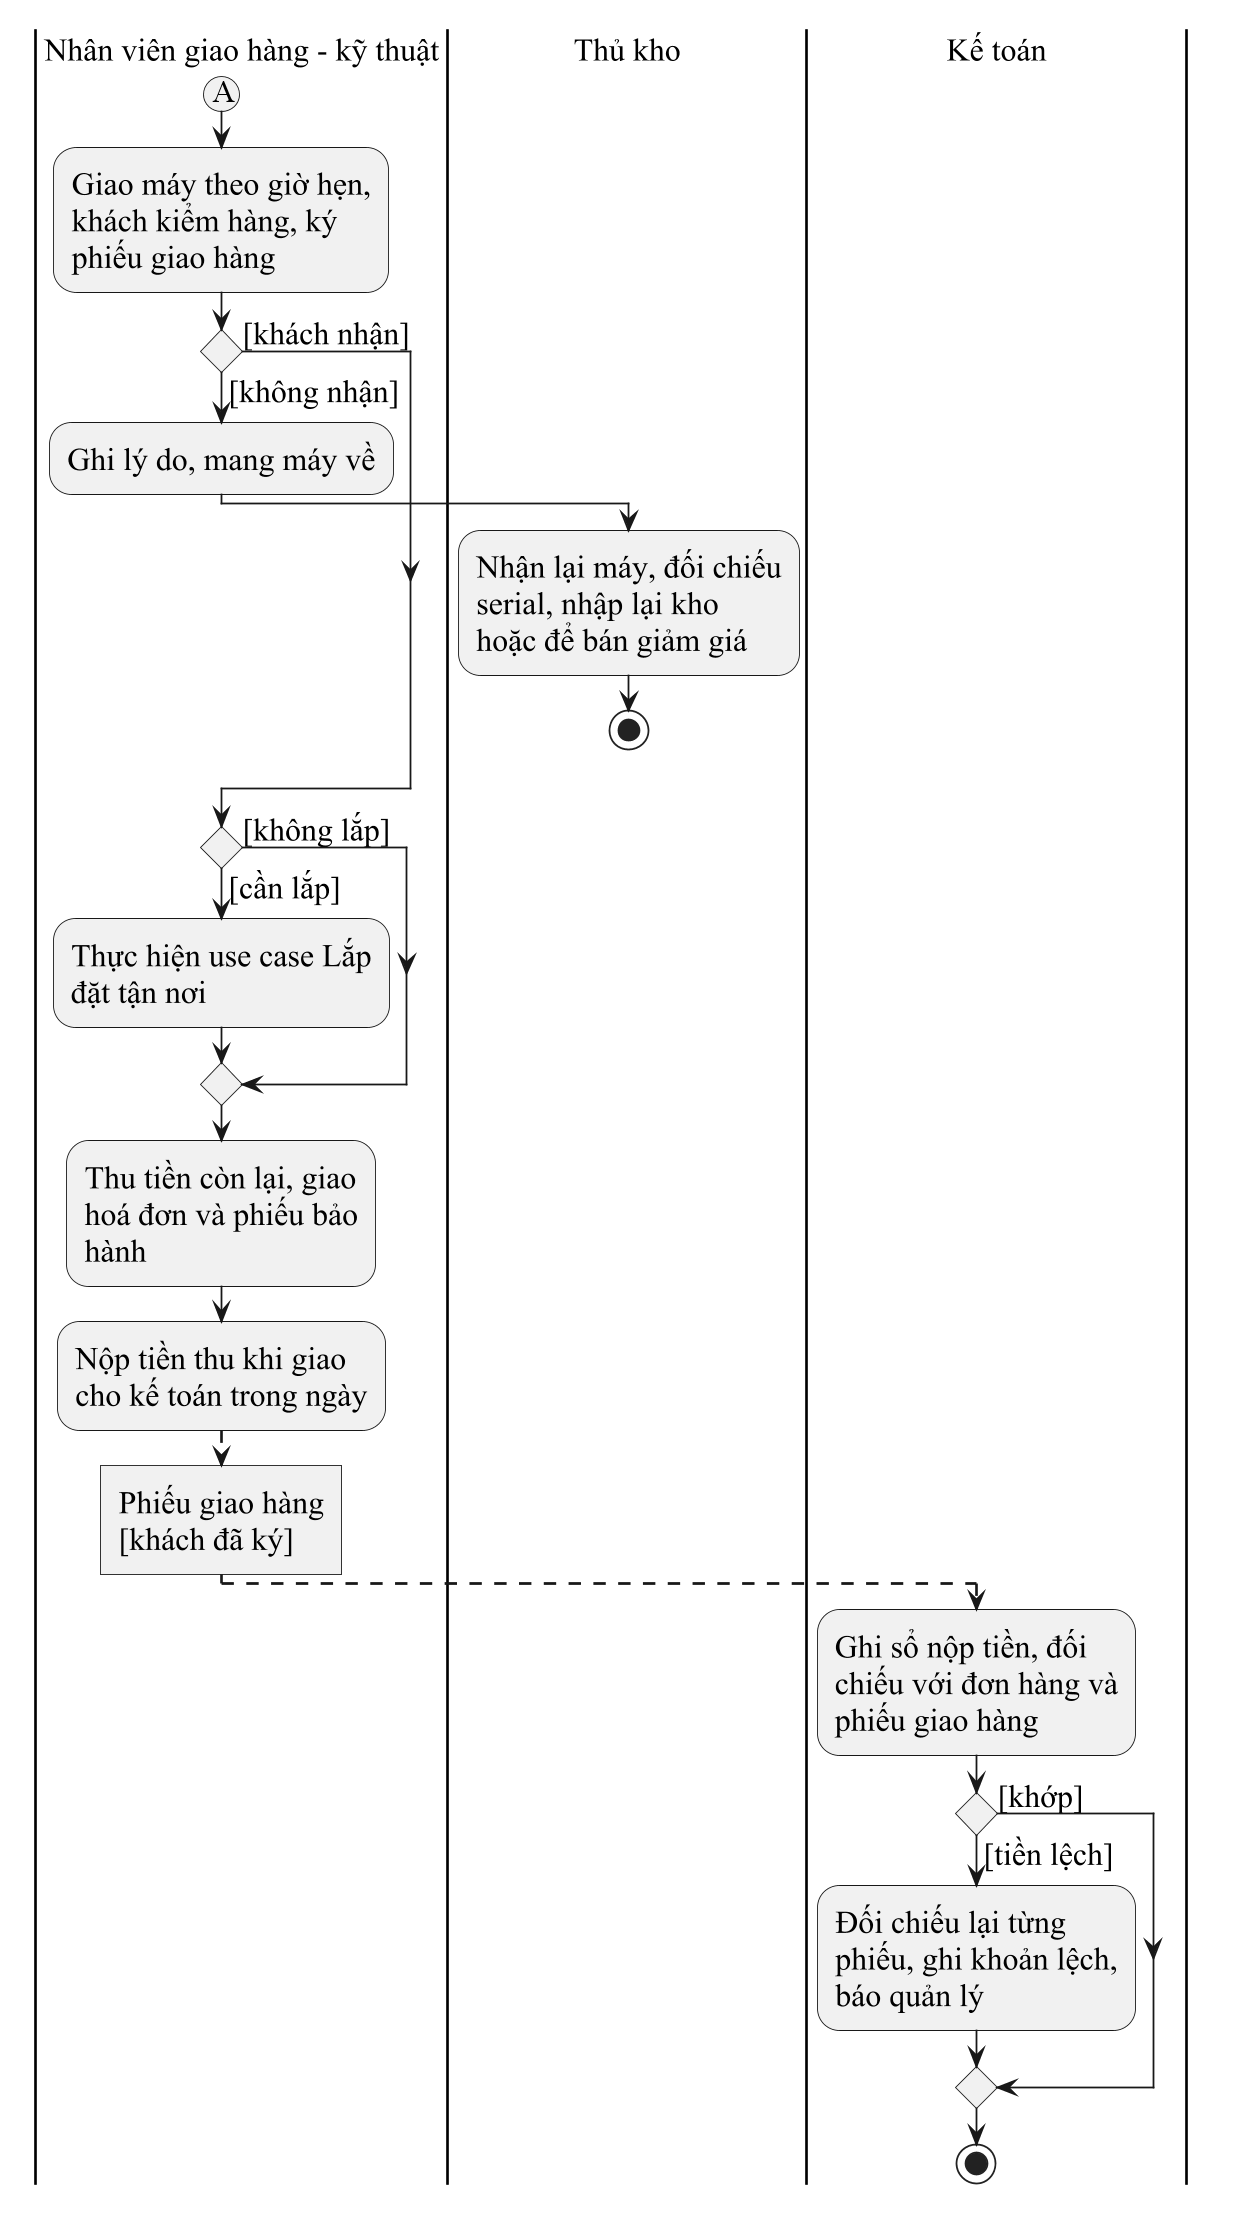 Nhân viên giao hàng - kỹ thuật
Thủ kho
Kế toán
A
Giao máy theo giờ hẹn,
khách kiểm hàng, ký
phiếu giao hàng
[khách nhận]
[không nhận]
Ghi lý do, mang máy về
Nhận lại máy, đối chiếu
serial, nhập lại kho
hoặc để bán giảm giá
[không lắp]
[cần lắp]
Thực hiện use case Lắp
đặt tận nơi
Thu tiền còn lại, giao
hoá đơn và phiếu bảo
hành
Nộp tiền thu khi giao
cho kế toán trong ngày
Phiếu giao hàng
[khách đã ký]
Ghi sổ nộp tiền, đối
chiếu với đơn hàng và
phiếu giao hàng
[khớp]
[tiền lệch]
Đối chiếu lại từng
phiếu, ghi khoản lệch,
báo quản lý